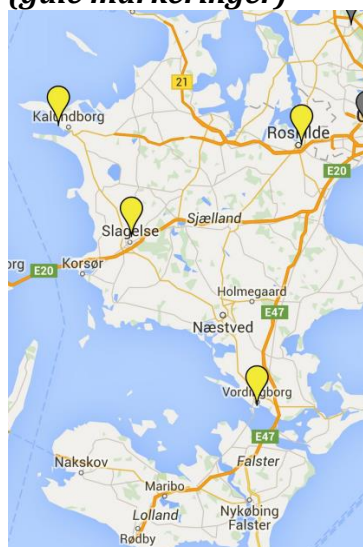 (gule markeringer)
21
Kalundborg
Roskilde
E20
Sjælland
Slagelse
Korsør
E20
Holmegaard
E47
Næstved
Vordingborg
E47
Falster
Nakskov
Maribo
Nykøbing
Falster
Lolland
Rødby